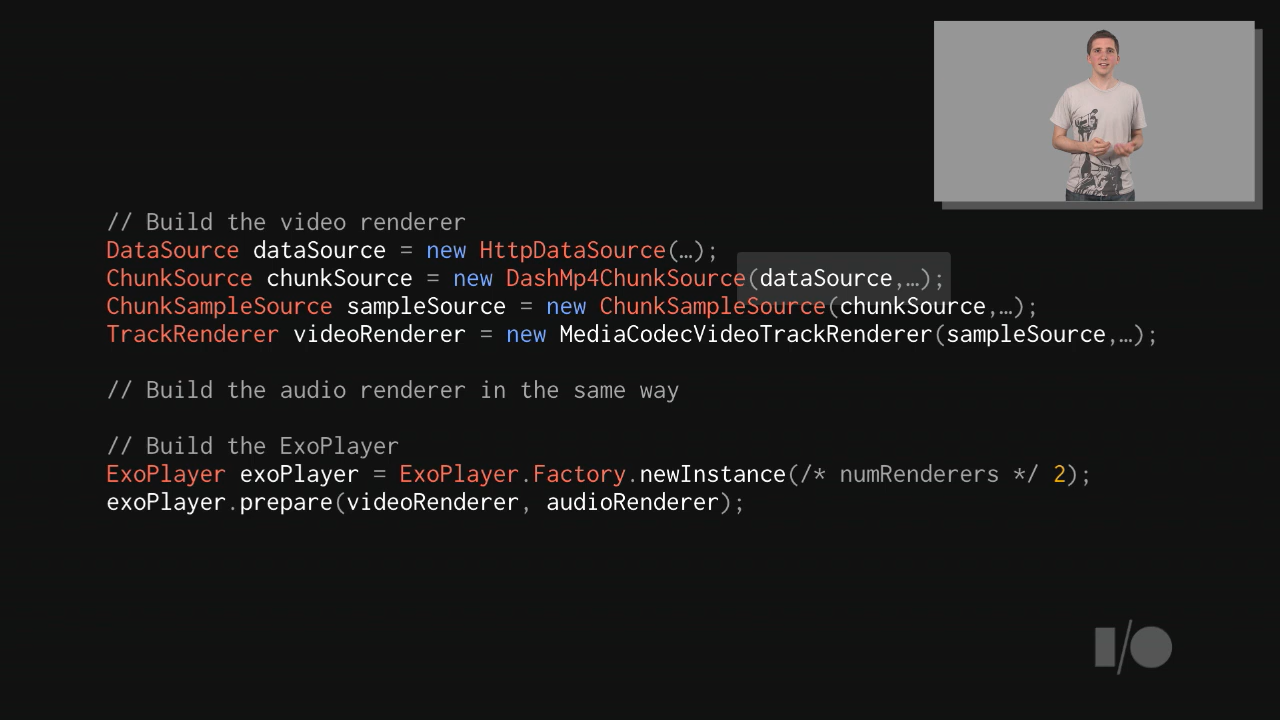 // Build the video renderer
DataSource dataSource = new HttpDataSource(…);
ChunkSource chunkSource = new DashMp4ChunkSource(dataSource,…);
ChunkSampleSource sampleSource = new ChunkSampleSource(chunkSource,…);
TrackRenderer videoRenderer = new MediaCodecVideoTrackRenderer(sampleSource,…);
// Build the audio renderer in the same way
// Build the ExoPlayer
ExoPlayer exoPlayer = ExoPlayer.Factory.newInstance(/* numRenderers */ 2);
exoPlayer.prepare(videoRenderer, audioRenderer);
I/O